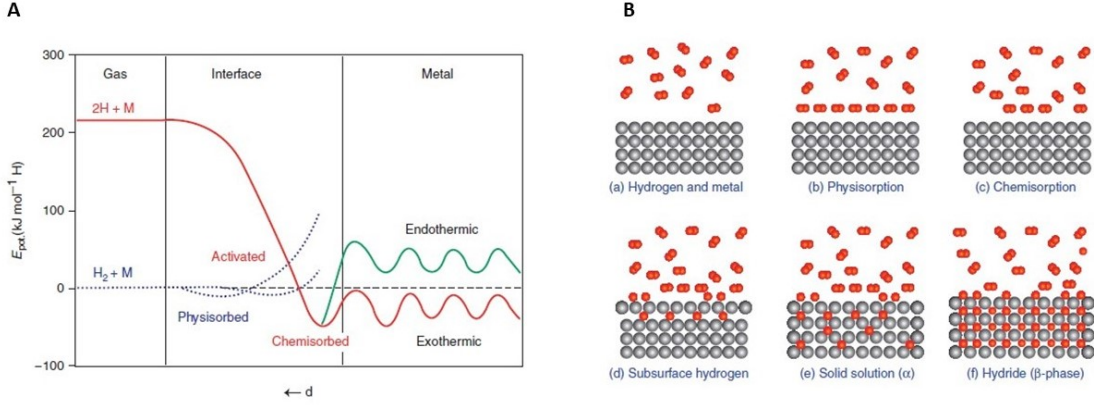 A
B
300
200
100
0
−100
E_pot.(kJ mol⁻¹ H)
Gas
Interface
Metal
2H + M
H₂ + M
Activated
Physisorbed
Chemisorbed
Endothermic
Exothermic
← d
(a) Hydrogen and metal
(b) Physisorption
(c) Chemisorption
(d) Subsurface hydrogen
(e) Solid solution (α)
(f) Hydride (β-phase)